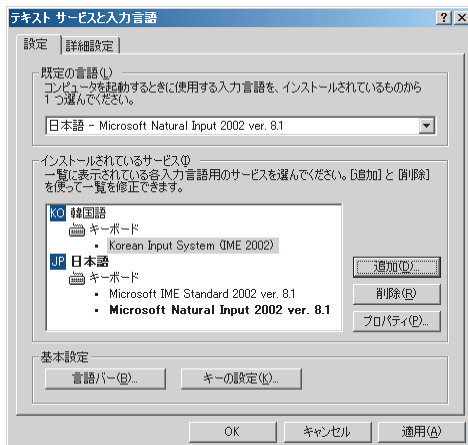 テキスト サービスと入力言語
設定
詳細設定
既定の言語(L)
コンピュータを起動するときに使用する入力言語を、インストールされているものから
1 つ選んでください。
日本語 - Microsoft Natural Input 2002 ver. 8.1
インストールされているサービス(I)
一覧に表示されている各入力言語用のサービスを選んでください。[追加] と [削除]
を使って一覧を修正できます。
KO 韓国語
キーボード
• Korean Input System (IME 2002)
JP 日本語
キーボード
• Microsoft IME Standard 2002 ver. 8.1
• Microsoft Natural Input 2002 ver. 8.1
追加(D)...
削除(R)
プロパティ(P)...
基本設定
言語バー(B)...
キーの設定(K)...
OK
キャンセル
適用(A)